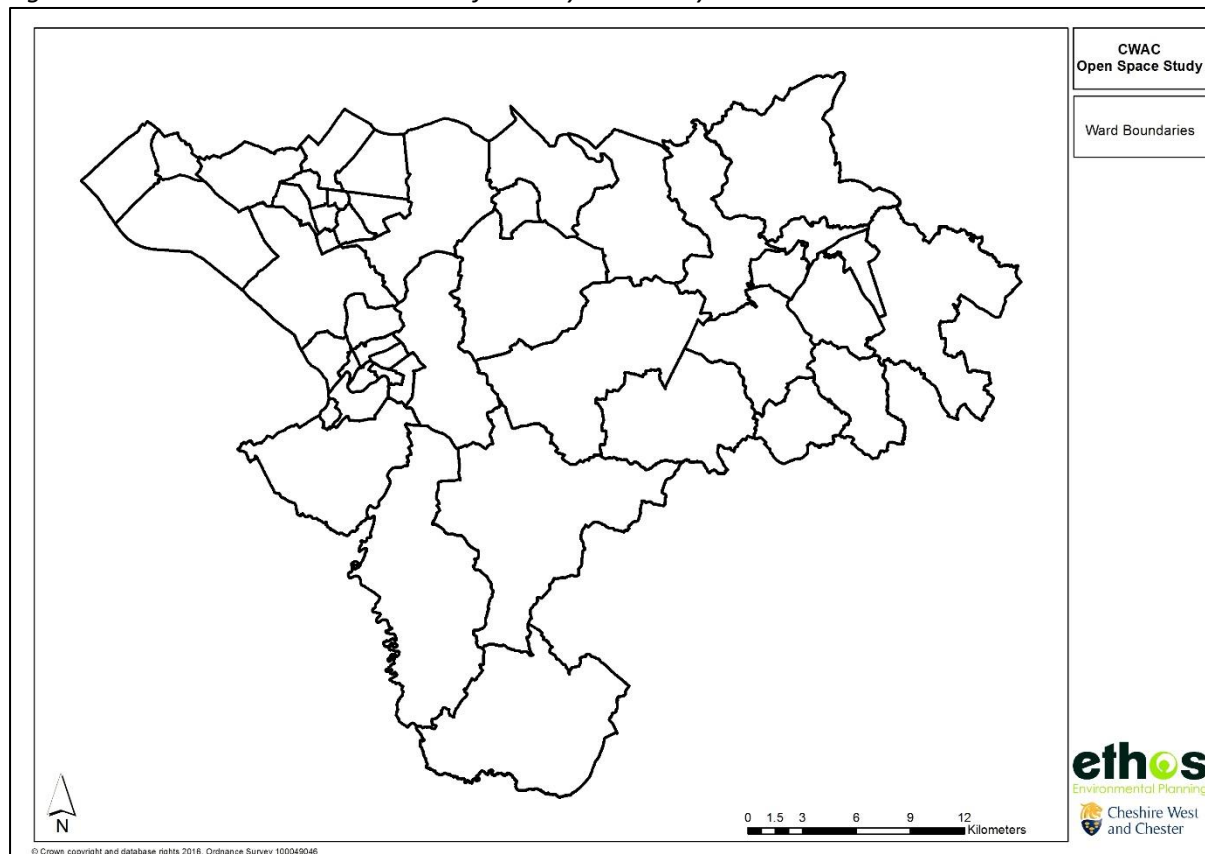 CWAC
Open Space Study
Ward Boundaries
N
0 1.5 3 6 9 12
Kilometers
ethos
Environmental Planning
Cheshire West
and Chester
© Crown copyright and database rights 2016. Ordnance Survey 100049046